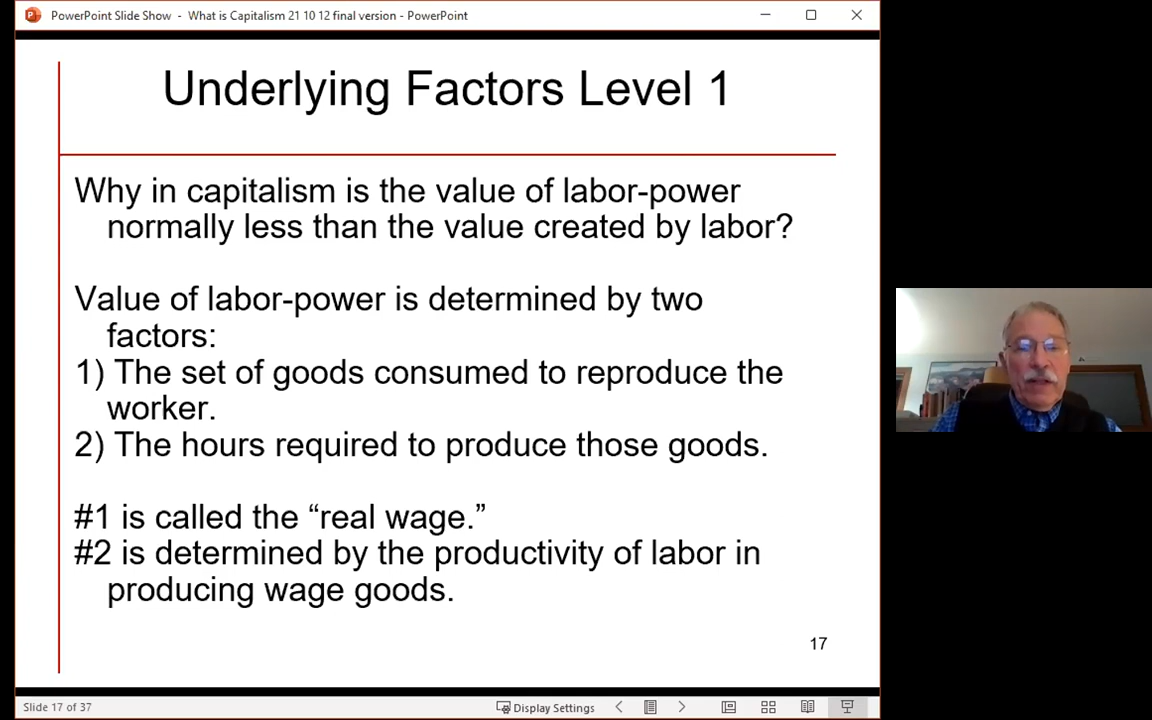 PowerPoint Slide Show - What is Capitalism 21 10 12 final version - PowerPoint
Underlying Factors Level 1
Why in capitalism is the value of labor-power
normally less than the value created by labor?
Value of labor-power is determined by two
factors:
1) The set of goods consumed to reproduce the
worker.
2) The hours required to produce those goods.
#1 is called the “real wage.”
#2 is determined by the productivity of labor in
producing wage goods.
17
Slide 17 of 37
Display Settings